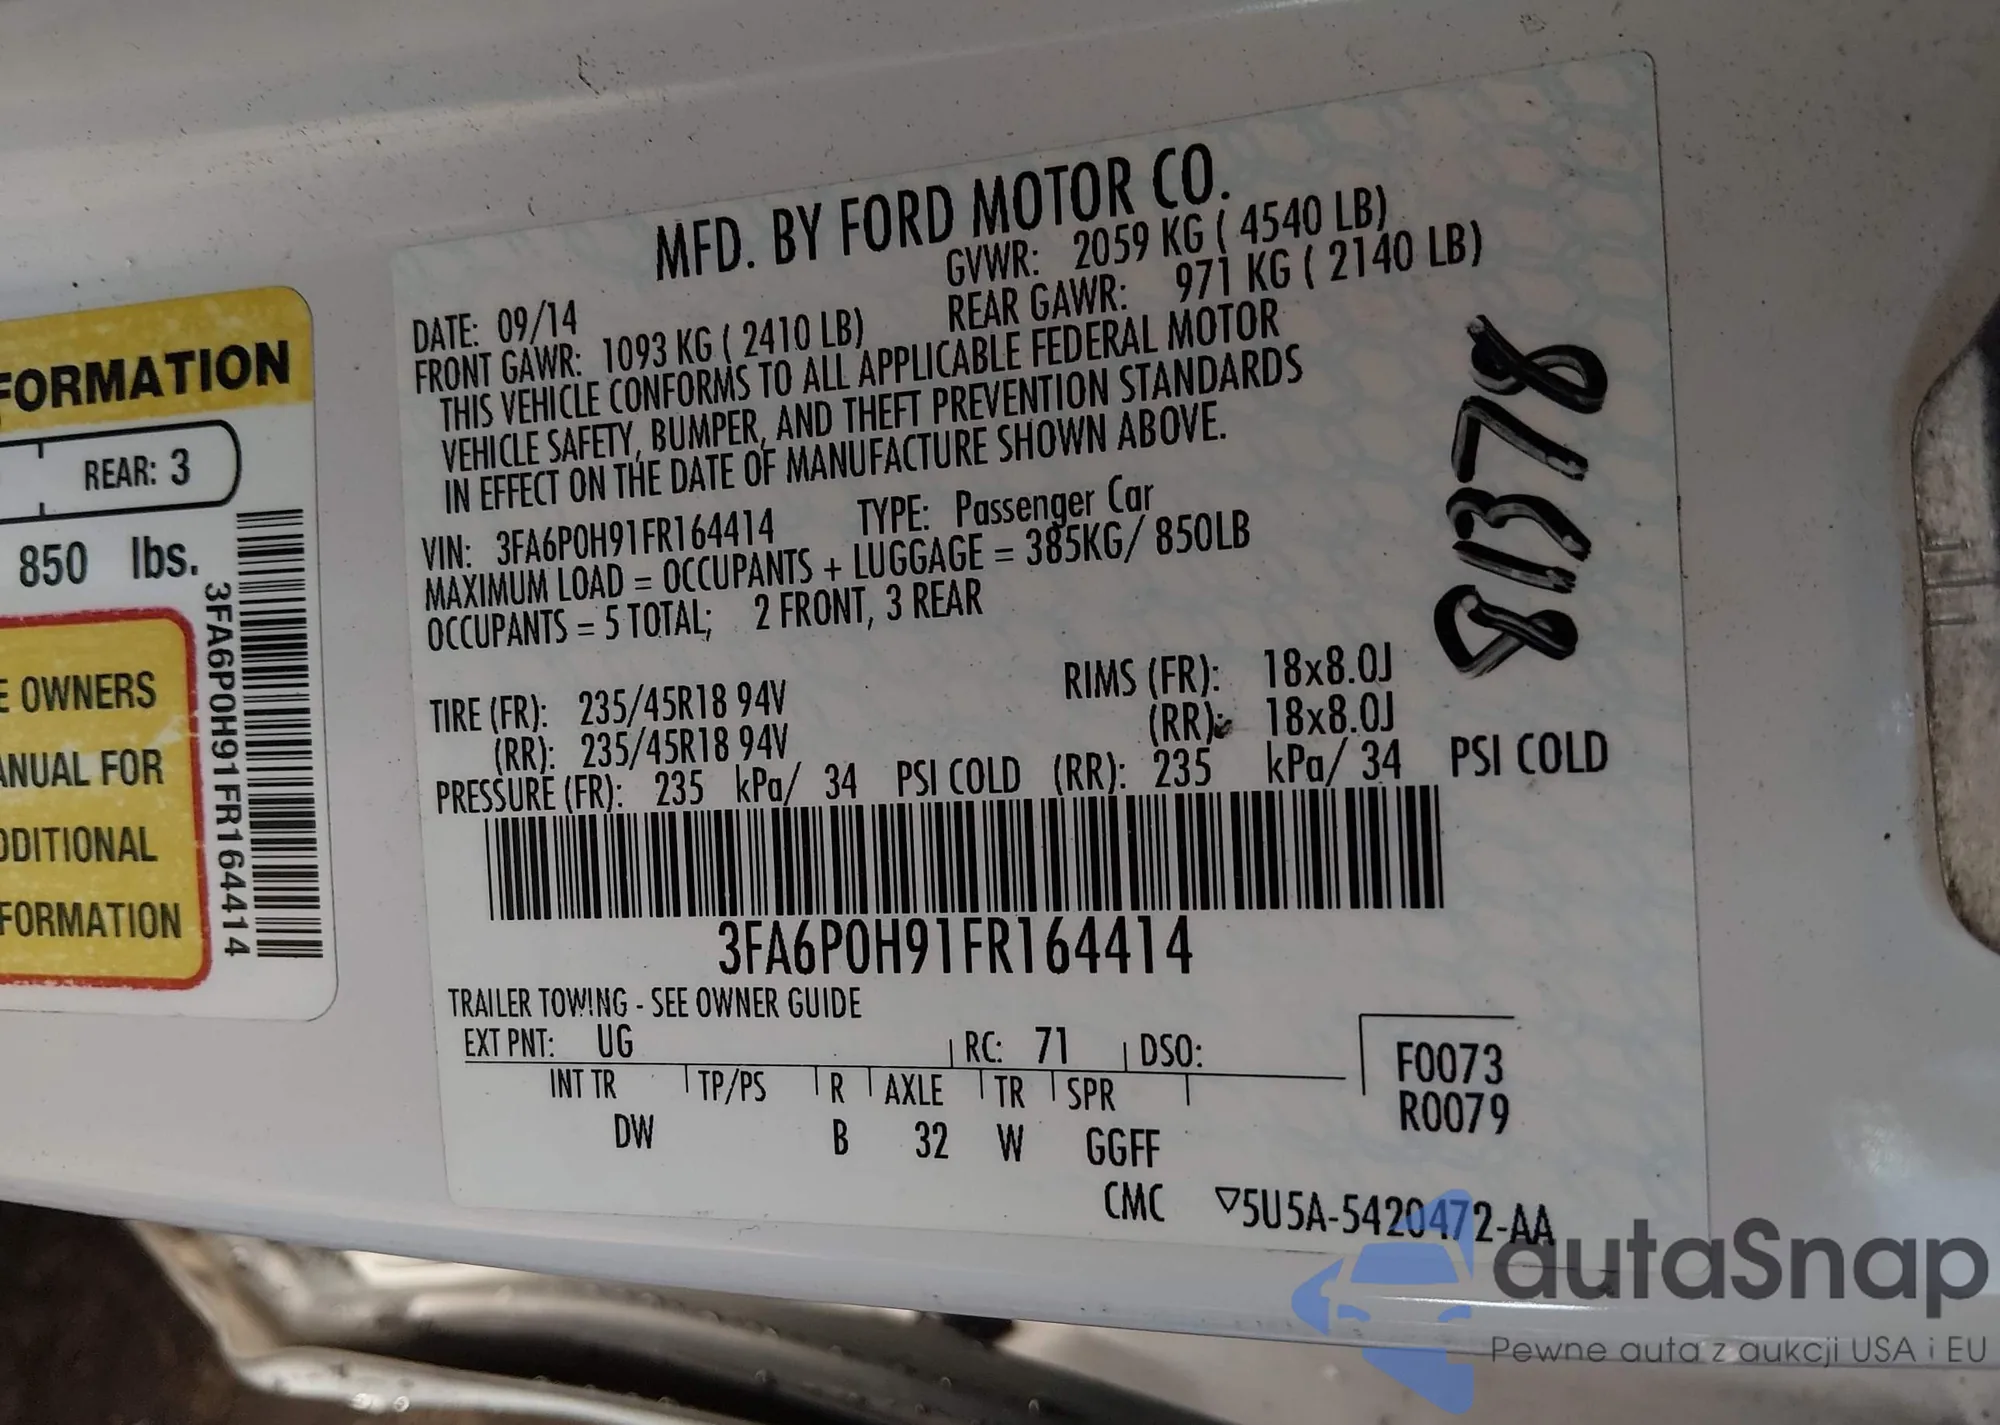 FORMATION
REAR: 3
850 lbs.
E OWNERS
ANUAL FOR
DDITIONAL
FORMATION
3FA6P0H91FR164414
MFD. BY FORD MOTOR CO.
DATE: 09/14 GVWR: 2059 KG ( 4540 LB)
FRONT GAWR: 1093 KG ( 2410 LB) REAR GAWR: 971 KG ( 2140 LB)
THIS VEHICLE CONFORMS TO ALL APPLICABLE FEDERAL MOTOR
VEHICLE SAFETY, BUMPER, AND THEFT PREVENTION STANDARDS
IN EFFECT ON THE DATE OF MANUFACTURE SHOWN ABOVE.
VIN: 3FA6P0H91FR164414 TYPE: Passenger Car
MAXIMUM LOAD = OCCUPANTS + LUGGAGE = 385KG/ 850LB
OCCUPANTS = 5 TOTAL; 2 FRONT, 3 REAR
TIRE (FR): 235/45R18 94V RIMS (FR): 18x8.0J
(RR): 235/45R18 94V (RR): 18x8.0J
PRESSURE (FR): 235 kPa/ 34 PSI COLD (RR): 235 kPa/ 34 PSI COLD
81378
3FA6P0H91FR164414
TRAILER TOWING - SEE OWNER GUIDE
EXT PNT: UG RC: 71 DSO:
INT TR TP/PS R AXLE TR SPR
DW B 32 W GGFF
F0073
R0079
CMC ▽5U5A-5420472-AA
autaSnap
Pewne auta z aukcji USA i EU